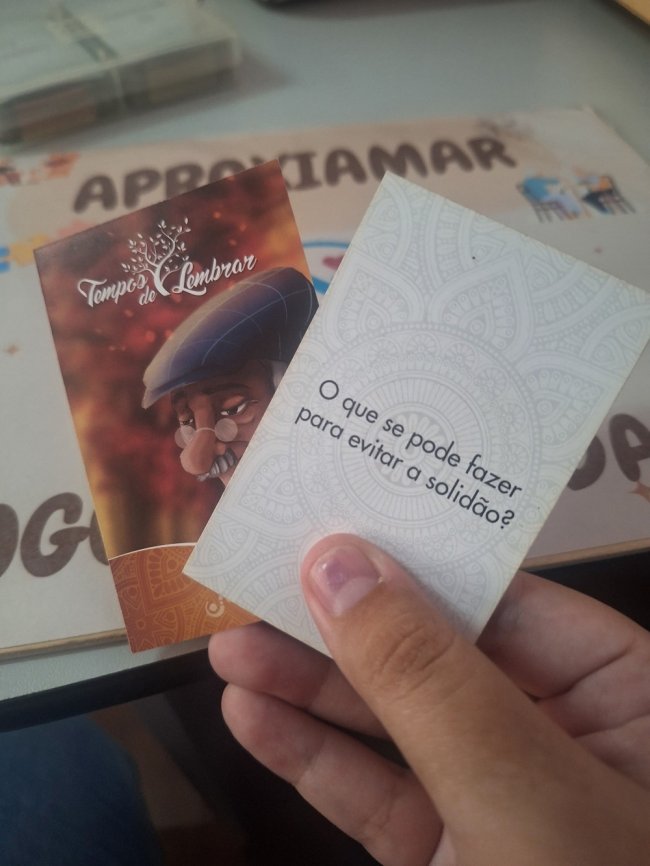 APROXIAMAR
Tempos
de Lembrar
O que se pode fazer
para evitar a solidão?